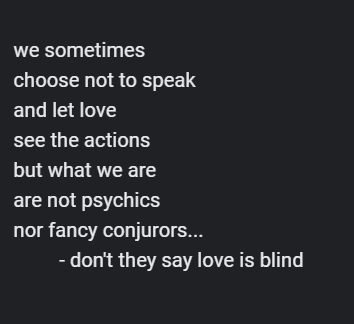 we sometimes
choose not to speak
and let love
see the actions
but what we are
are not psychics
nor fancy conjurors...
- don't they say love is blind